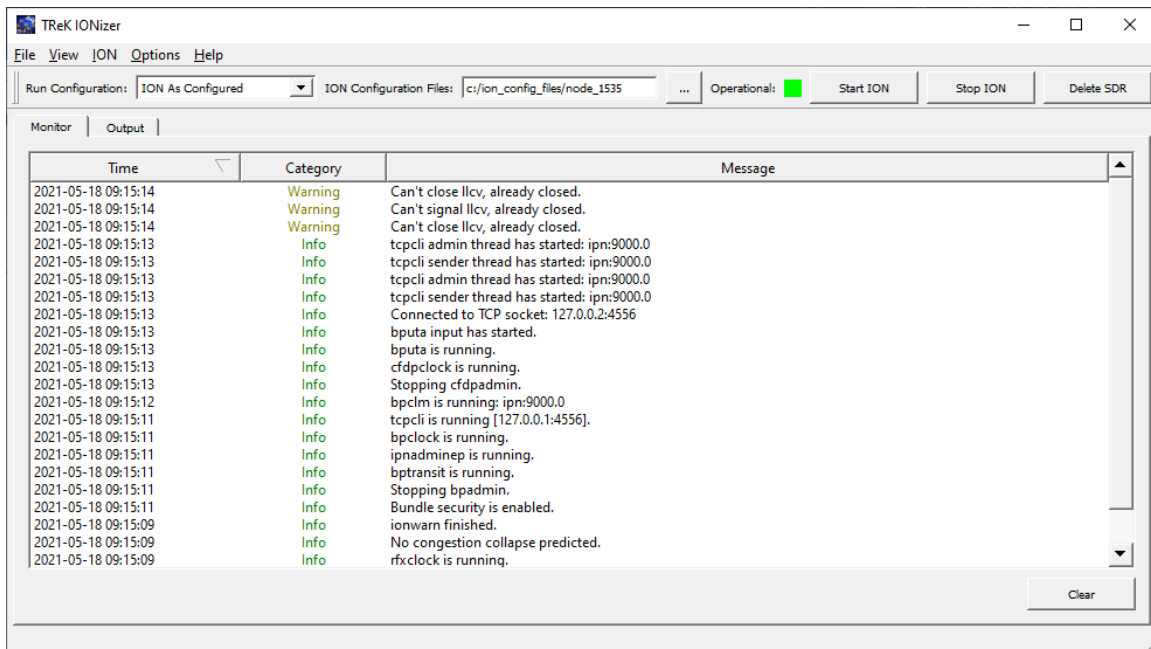 TReK IONizer
File View ION Options Help
Run Configuration: ION As Configured ION Configuration Files: c:/ion_config_files/node_1535 ... Operational: Start ION Stop ION Delete SDR
Monitor Output
Time Category Message
2021-05-18 09:15:14 Warning Can't close llcv, already closed.
2021-05-18 09:15:14 Warning Can't signal llcv, already closed.
2021-05-18 09:15:14 Warning Can't close llcv, already closed.
2021-05-18 09:15:13 Info tcpcli admin thread has started: ipn:9000.0
2021-05-18 09:15:13 Info tcpcli sender thread has started: ipn:9000.0
2021-05-18 09:15:13 Info tcpcli admin thread has started: ipn:9000.0
2021-05-18 09:15:13 Info tcpcli sender thread has started: ipn:9000.0
2021-05-18 09:15:13 Info Connected to TCP socket: 127.0.0.2:4556
2021-05-18 09:15:13 Info bputa input has started.
2021-05-18 09:15:13 Info bputa is running.
2021-05-18 09:15:13 Info cfdpclock is running.
2021-05-18 09:15:13 Info Stopping cfdpadmin.
2021-05-18 09:15:12 Info bpclm is running: ipn:9000.0
2021-05-18 09:15:11 Info tcpcli is running [127.0.0.1:4556].
2021-05-18 09:15:11 Info bpclock is running.
2021-05-18 09:15:11 Info ipnadminep is running.
2021-05-18 09:15:11 Info bptransit is running.
2021-05-18 09:15:11 Info Stopping bpadmin.
2021-05-18 09:15:11 Info Bundle security is enabled.
2021-05-18 09:15:09 Info ionwarn finished.
2021-05-18 09:15:09 Info No congestion collapse predicted.
2021-05-18 09:15:09 Info rfxclock is running.
Clear